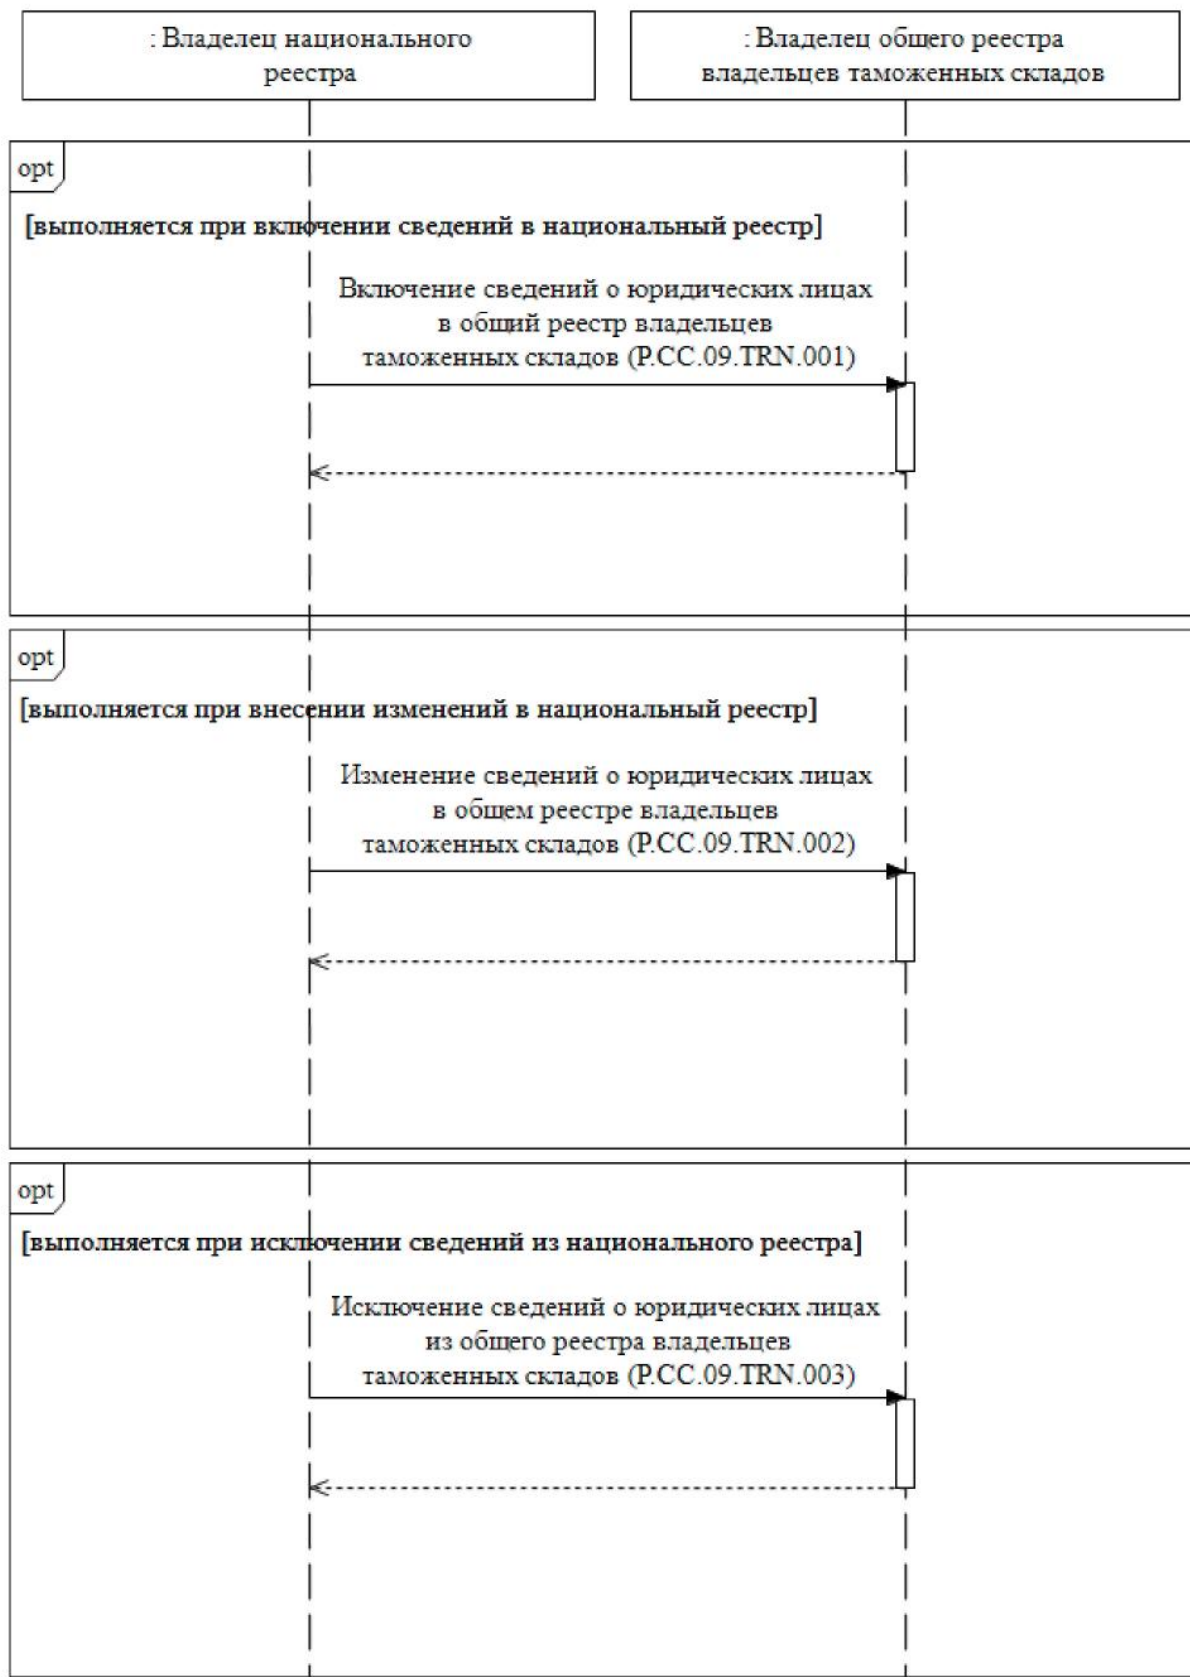 : Владелец национального
реестра
: Владелец общего реестра
владельцев таможенных складов
opt
[выполняется при включении сведений в национальный реестр]
Включение сведений о юридических лицах
в общий реестр владельцев
таможенных складов (P.CC.09.TRN.001)
opt
[выполняется при внесении изменений в национальный реестр]
Изменение сведений о юридических лицах
в общем реестре владельцев
таможенных складов (P.CC.09.TRN.002)
opt
[выполняется при исключении сведений из национального реестра]
Исключение сведений о юридических лицах
из общего реестра владельцев
таможенных складов (P.CC.09.TRN.003)